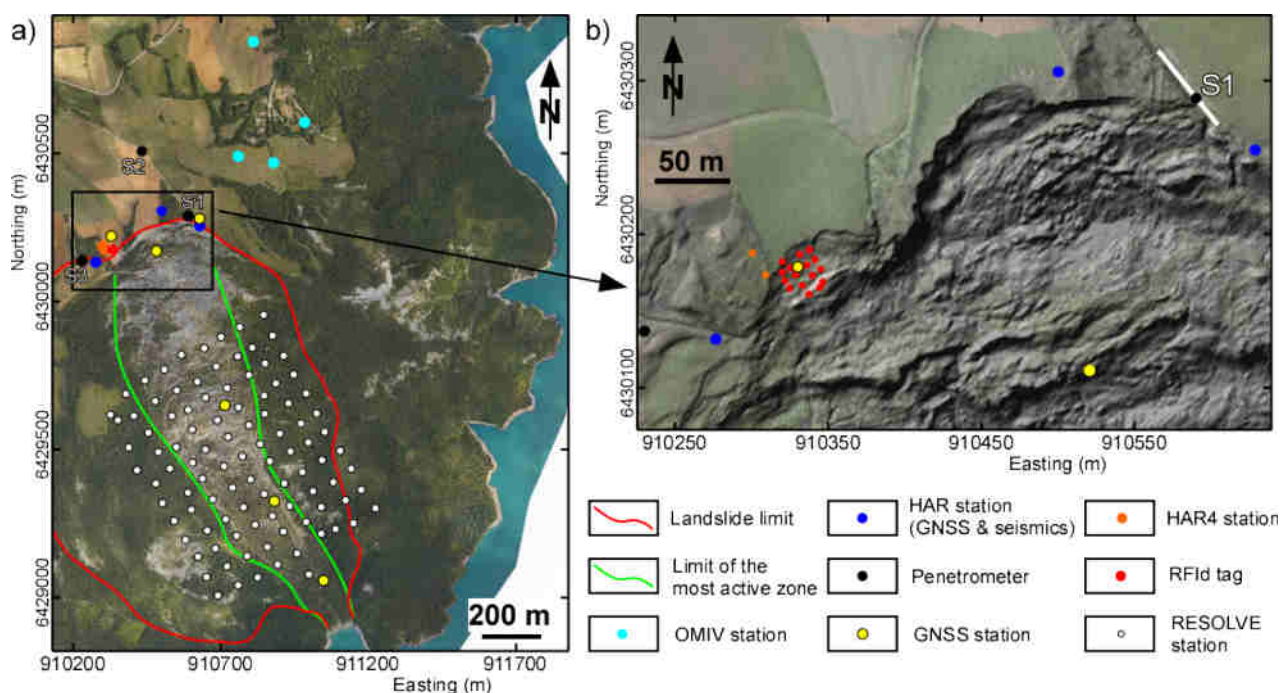 a)
N
Northing (m)
6430500
6430000
6429500
6429000
S1
200 m
910200
910700
911200
911700
Easting (m)
b)
N
50 m
S1
Northing (m)
6430300
6430200
6430100
910250
910350
910450
910550
Easting (m)
Landslide limit
HAR station
(GNSS & seismics)
HAR4 station
Limit of the
most active zone
Penetrometer
RFId tag
OMIV station
GNSS station
RESOLVE
station